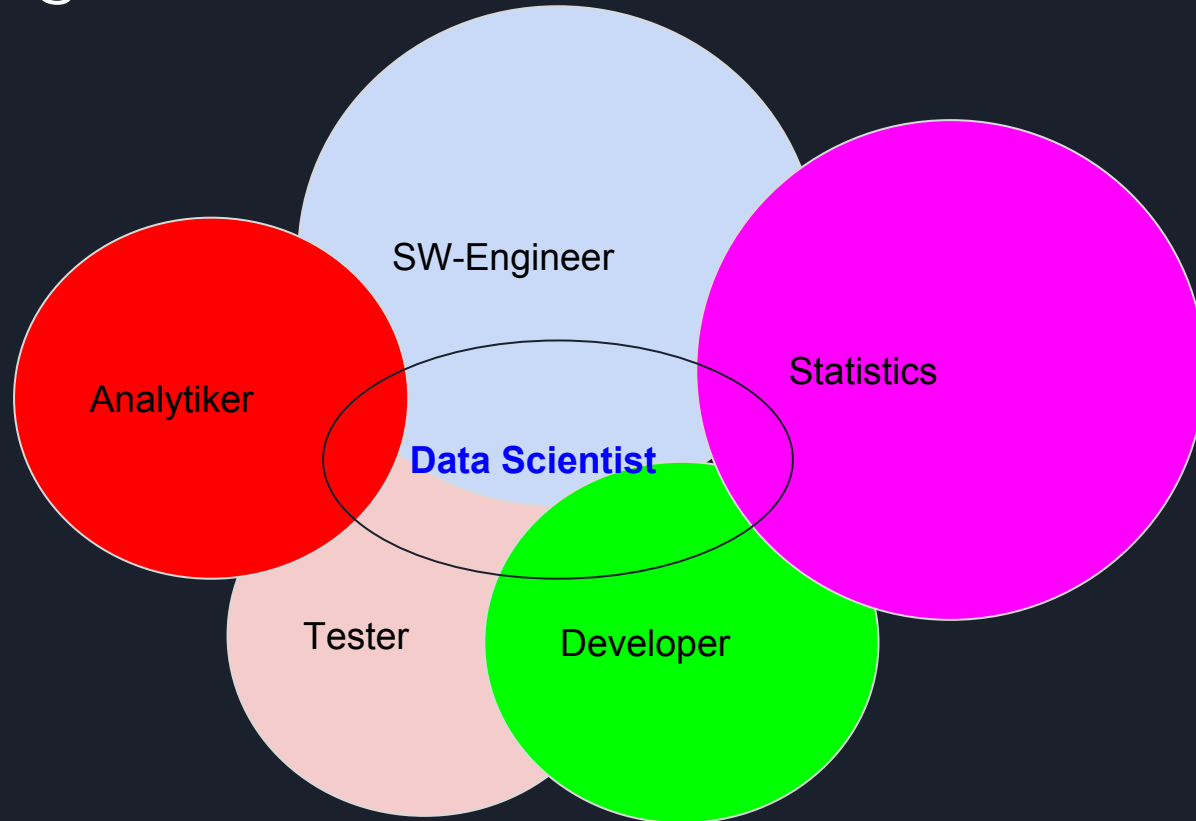 SW-Engineer
Statistics
Analytiker
Data Scientist
Tester
Developer